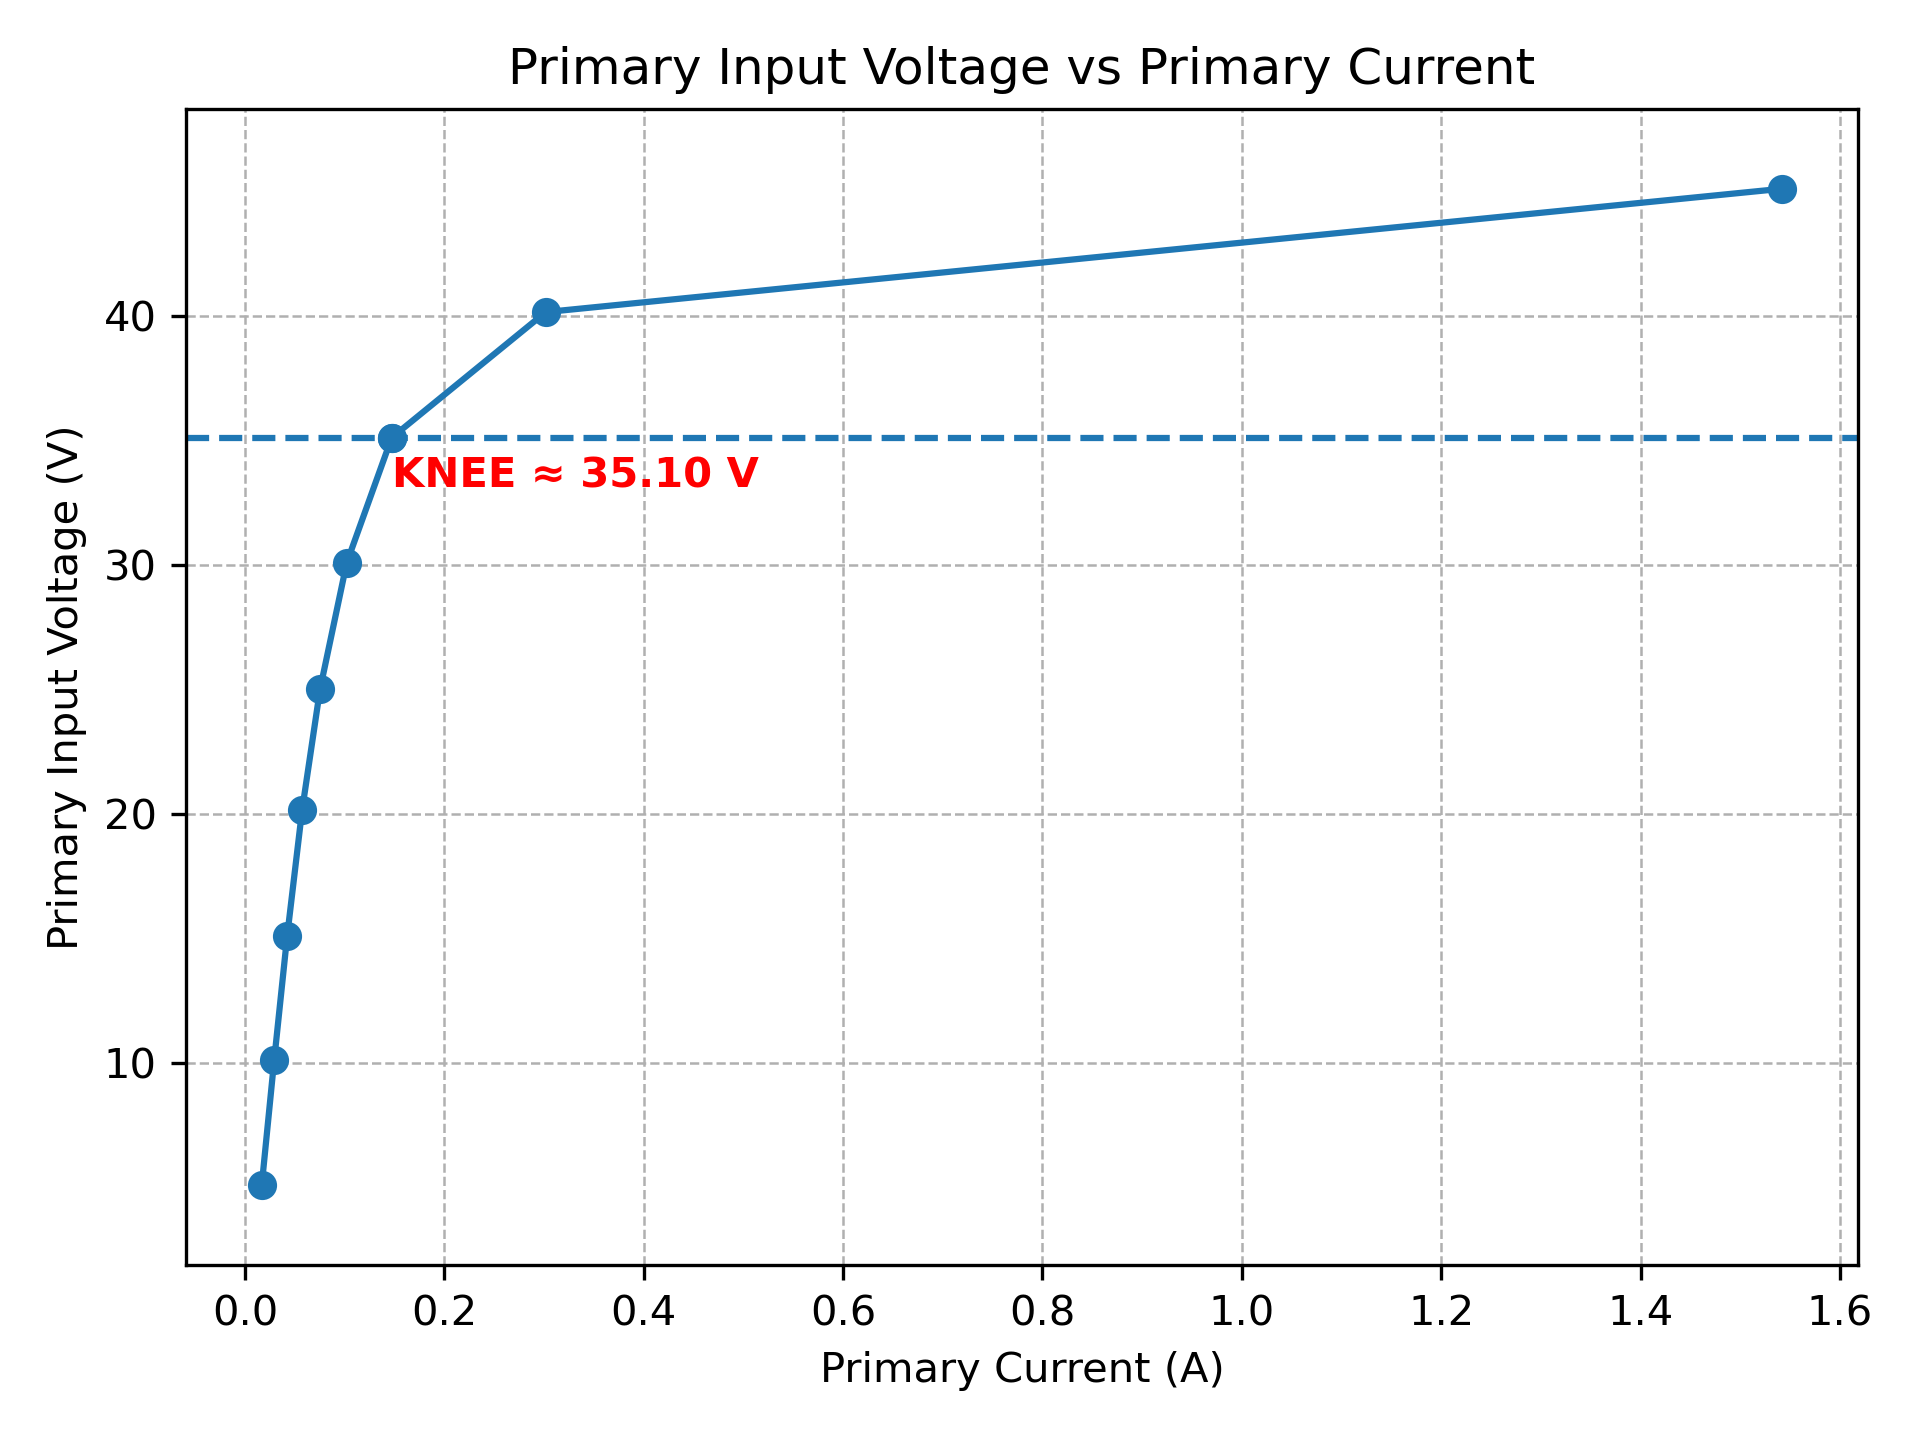 Primary Input Voltage vs Primary Current
Primary Input Voltage (V)
40
30
20
10
KNEE ≈ 35.10 V
0.0 0.2 0.4 0.6 0.8 1.0 1.2 1.4 1.6
Primary Current (A)